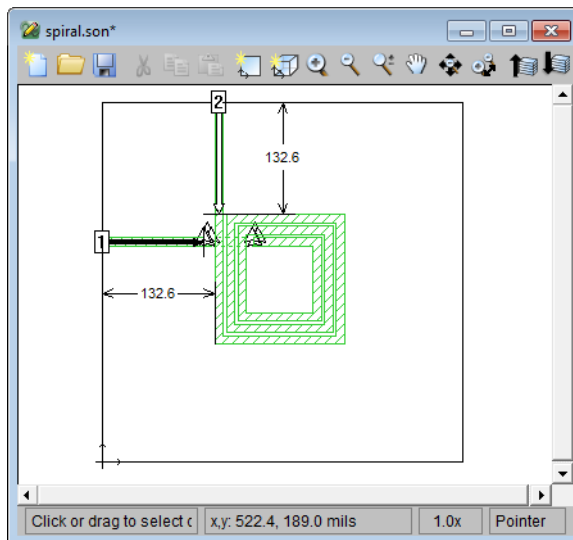 spiral.son*
2
132.6
1
132.6
Click or drag to select c
x,y: 522.4, 189.0 mils
1.0x
Pointer